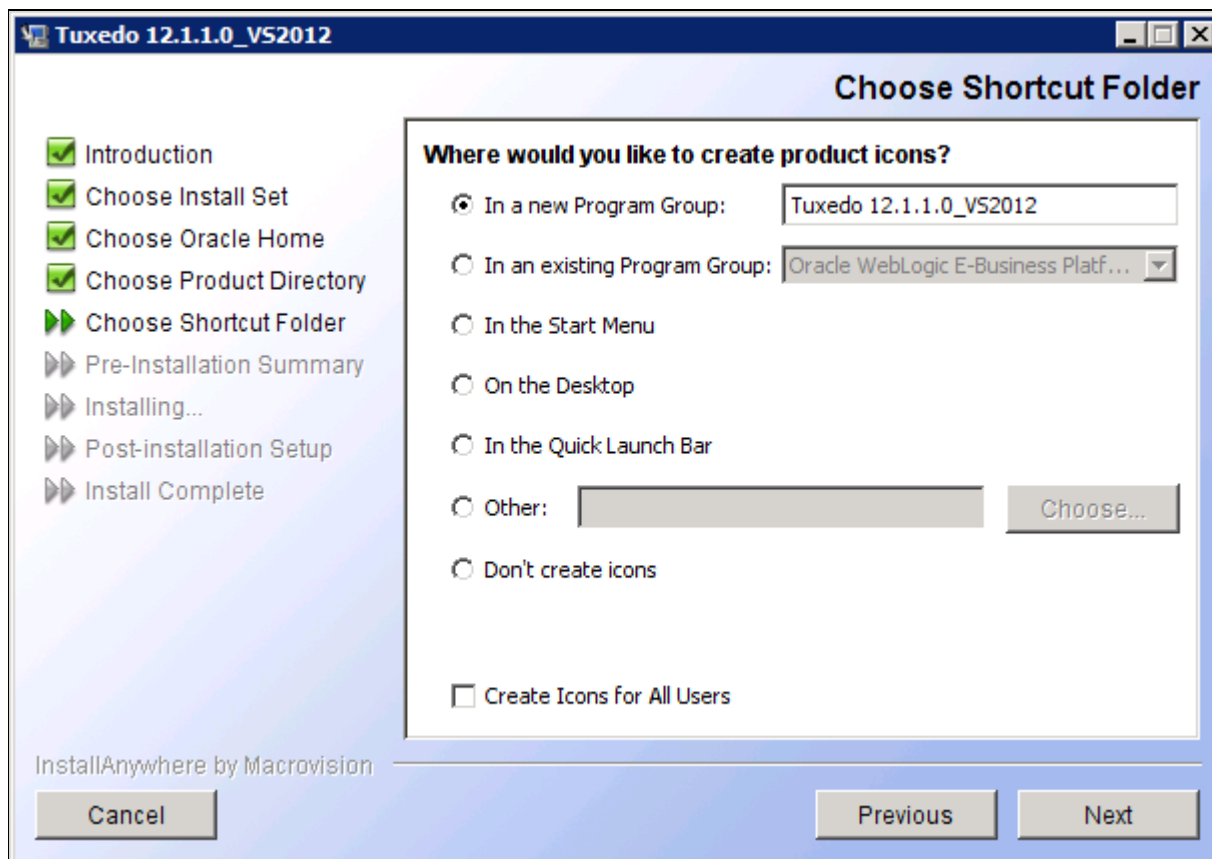 Tuxedo 12.1.1.0_VS2012
Choose Shortcut Folder
Introduction
Choose Install Set
Choose Oracle Home
Choose Product Directory
Choose Shortcut Folder
Pre-Installation Summary
Installing...
Post-installation Setup
Install Complete
Where would you like to create product icons?
In a new Program Group: Tuxedo 12.1.1.0_VS2012
In an existing Program Group: Oracle WebLogic E-Business Platf...
In the Start Menu
On the Desktop
In the Quick Launch Bar
Other: Choose...
Don't create icons
Create Icons for All Users
InstallAnywhere by Macrovision
Cancel Previous Next